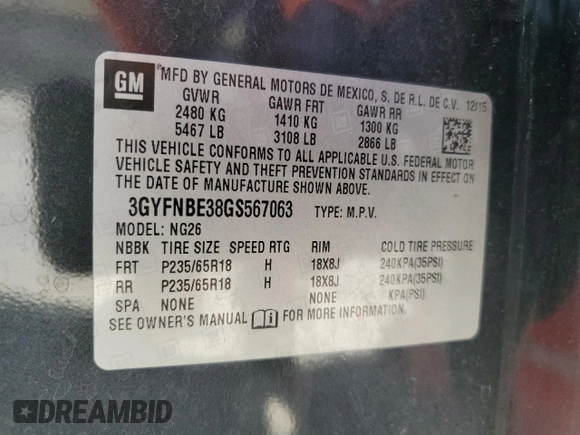 GM
MFD BY GENERAL MOTORS DE MEXICO, S. DE R.L. DE C.V. 12/15
GVWR GAWR FRT GAWR RR
2480 KG 1410 KG 1300 KG
5467 LB 3108 LB 2866 LB
THIS VEHICLE CONFORMS TO ALL APPLICABLE U.S. FEDERAL MOTOR
VEHICLE SAFETY AND THEFT PREVENTION STANDARDS IN EFFECT ON
THE DATE OF MANUFACTURE SHOWN ABOVE.
3GYFNBE38GS567063 TYPE: M.P.V.
MODEL: NG26
NBBK TIRE SIZE SPEED RTG RIM COLD TIRE PRESSURE
FRT P235/65R18 H 18X8J 240KPA(35PSI)
RR P235/65R18 H 18X8J 240KPA(35PSI)
SPA NONE NONE KPA(PSI)
SEE OWNER'S MANUAL FOR MORE INFORMATION.
DREAMBID